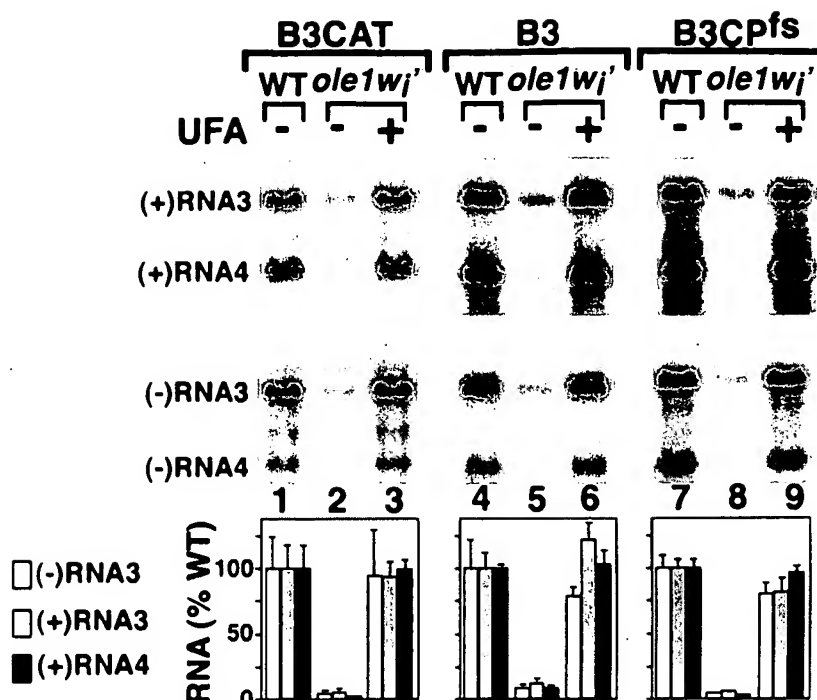 B3CAT B3 B3CPfs
WT ole1wi' WT ole1wi' WT ole1wi'
UFA - - + - - + - - +
(+)RNA3
(+)RNA4
(-)RNA3
(-)RNA4
1 2 3 4 5 6 7 8 9
RNA (% WT)
100
50
0
(-)RNA3
(+)RNA3
(+)RNA4